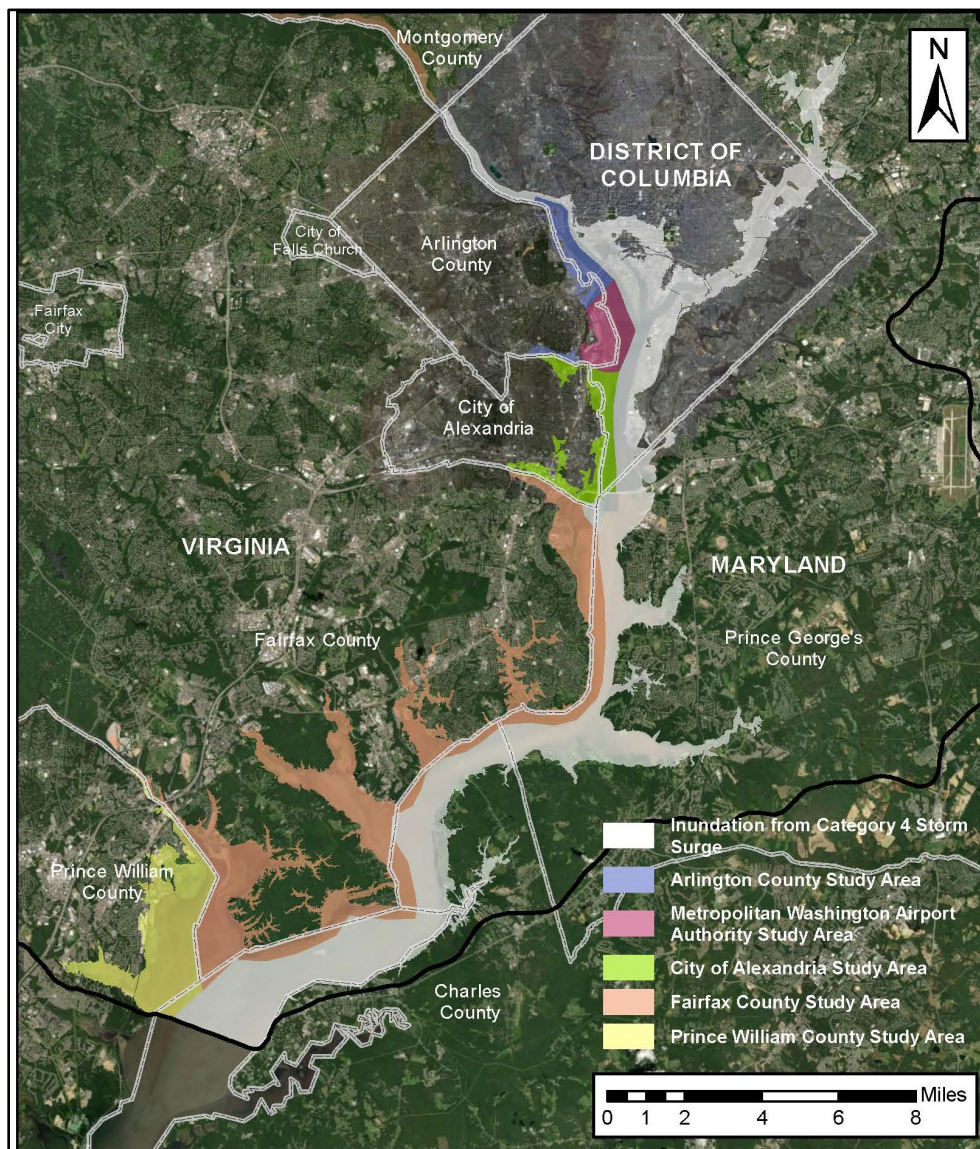 Montgomery
County
N
DISTRICT OF
COLUMBIA
City of
Falls Church
Arlington
County
Fairfax
City
City of
Alexandria
VIRGINIA
MARYLAND
Fairfax County
Prince George's
County
Prince William
County
Charles
County
Inundation from Category 4 Storm
Surge
Arlington County Study Area
Metropolitan Washington Airport
Authority Study Area
City of Alexandria Study Area
Fairfax County Study Area
Prince William County Study Area
Miles
0 1 2 4 6 8